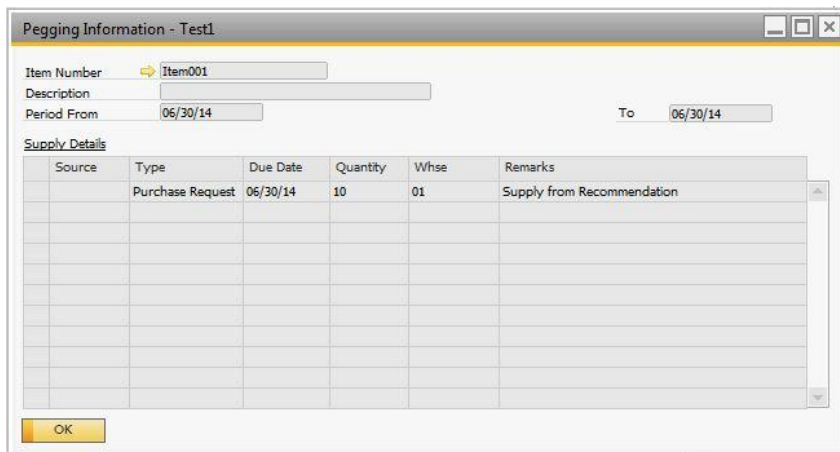 Pegging Information - Test1
Item Number Item001
Description
Period From 06/30/14 To 06/30/14
Supply Details
Source Type Due Date Quantity Whse Remarks
Purchase Request 06/30/14 10 01 Supply from Recommendation
OK